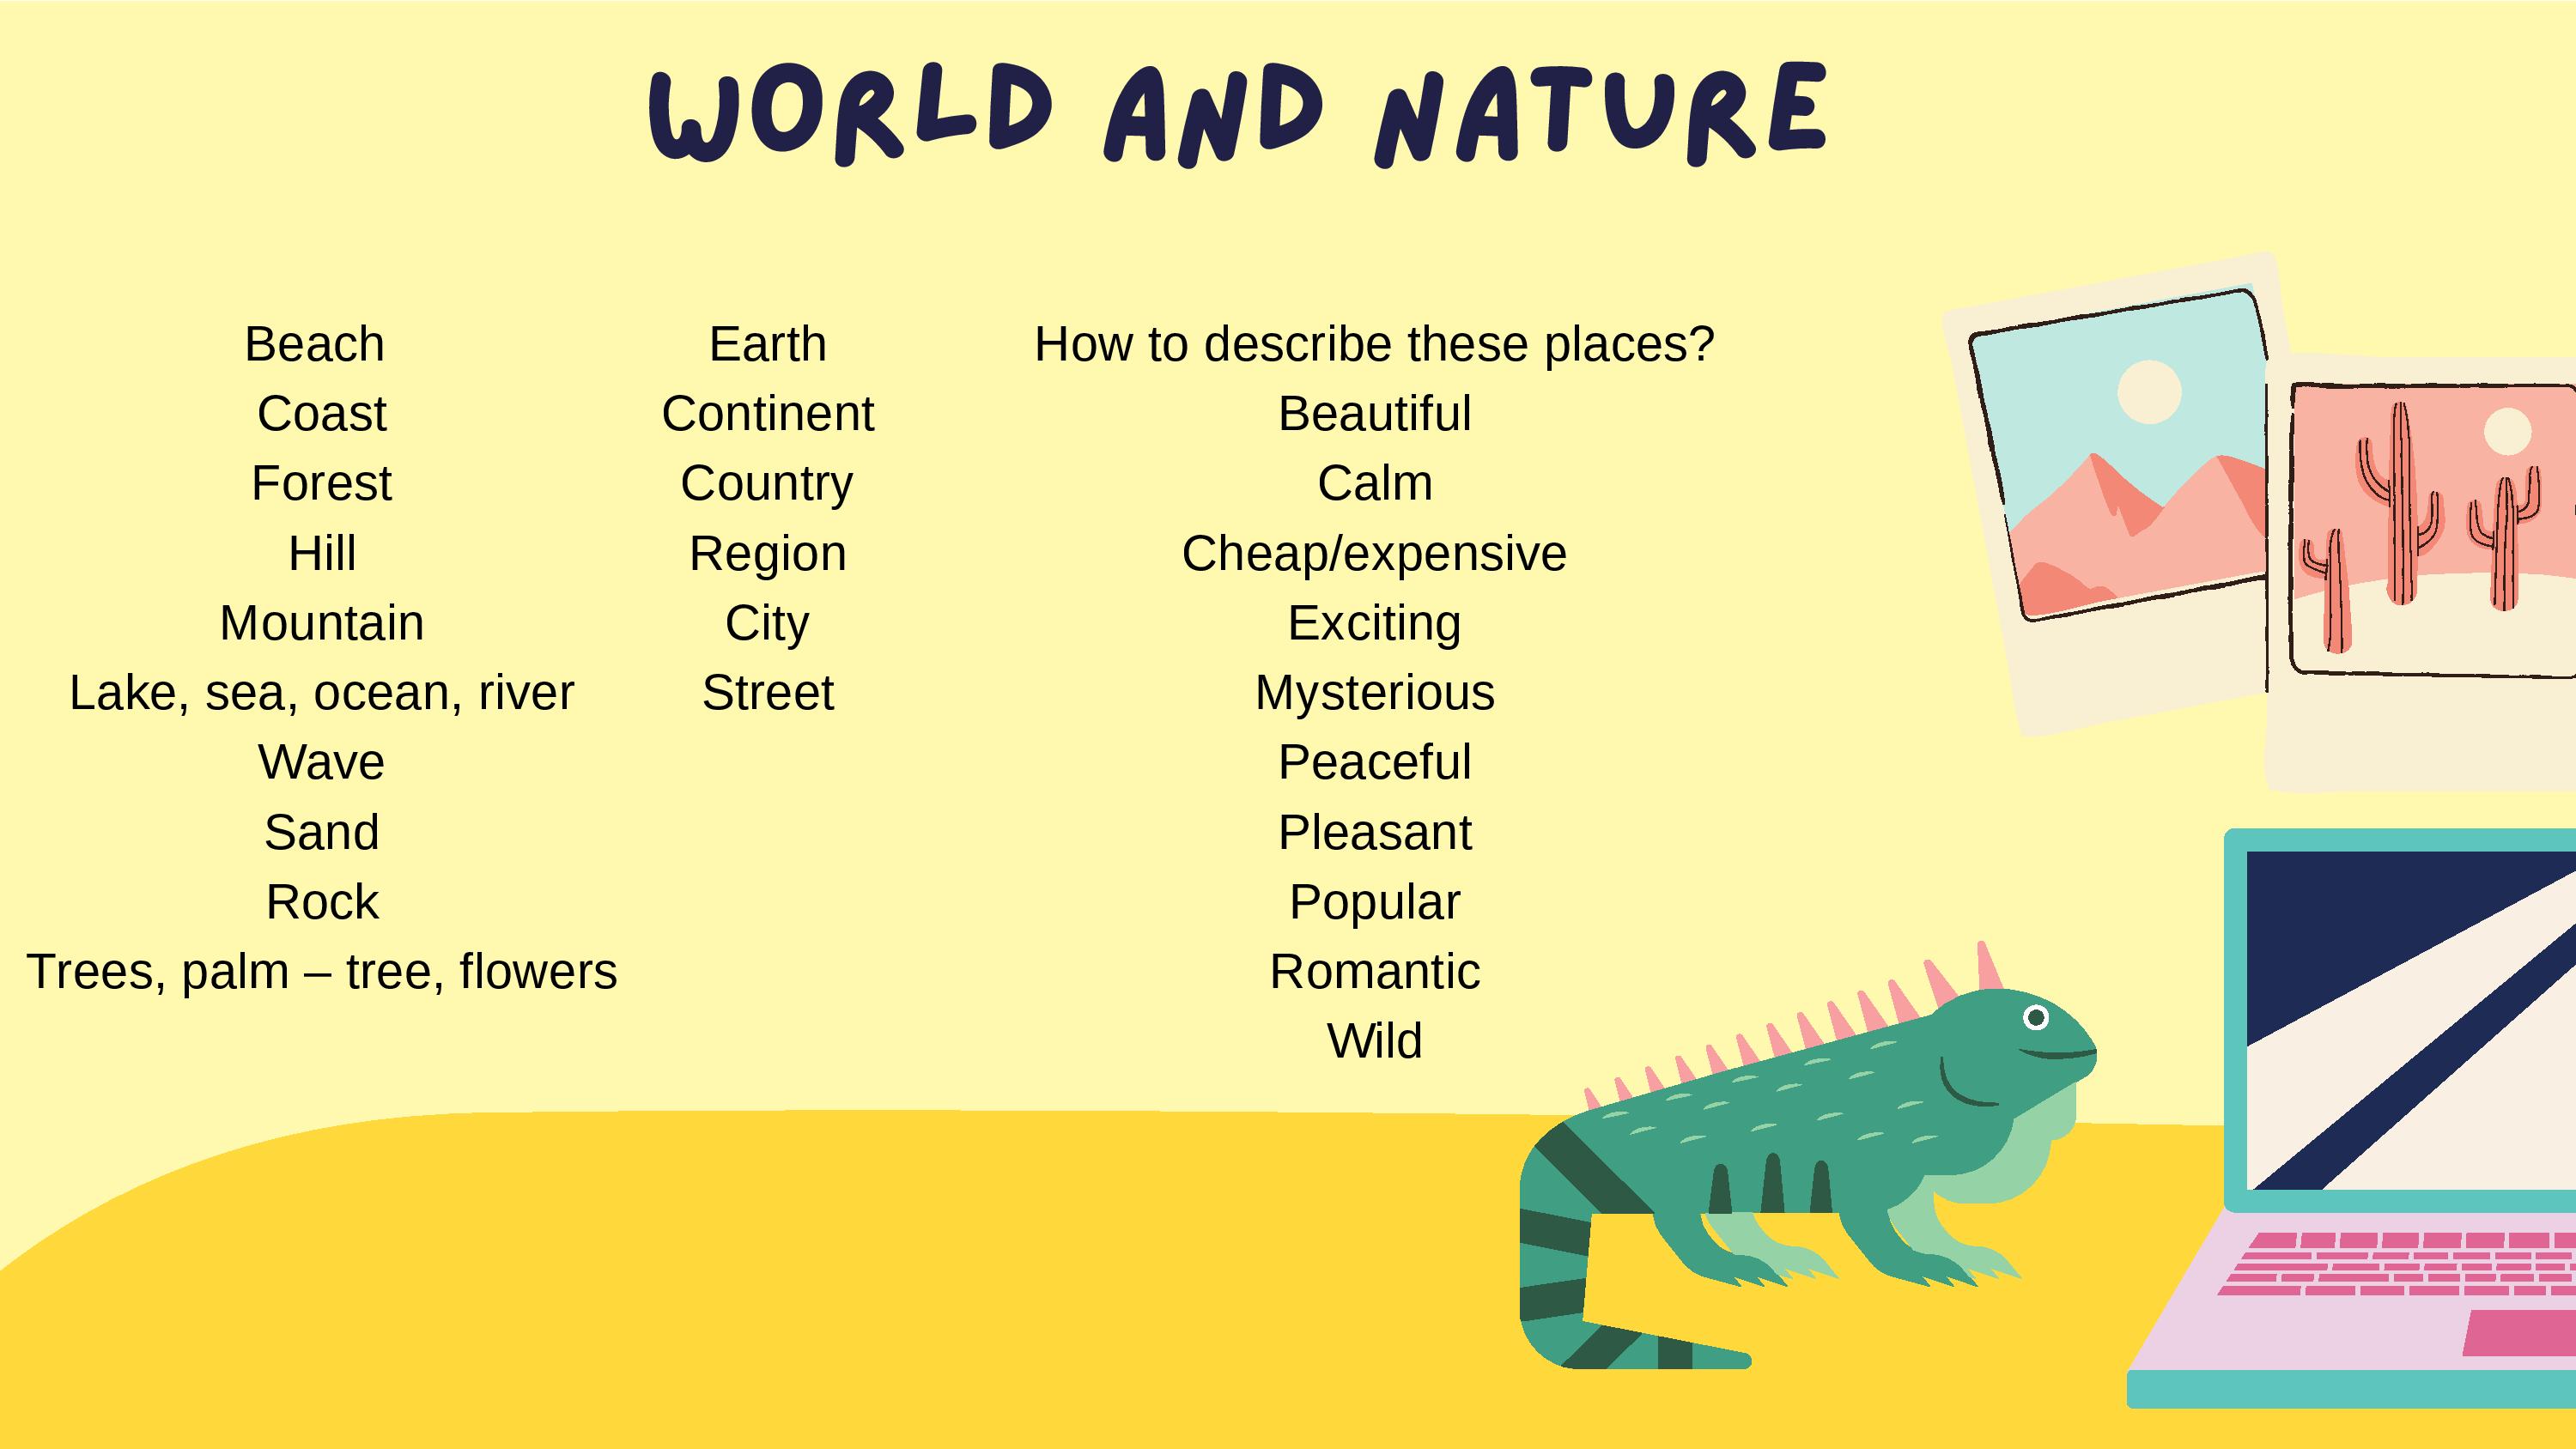 WORLD AND NATURE
Beach
Coast
Forest
Hill
Mountain
Lake, sea, ocean, river
Wave
Sand
Rock
Trees, palm – tree, flowers
Earth
Continent
Country
Region
City
Street
How to describe these places?
Beautiful
Calm
Cheap/expensive
Exciting
Mysterious
Peaceful
Pleasant
Popular
Romantic
Wild